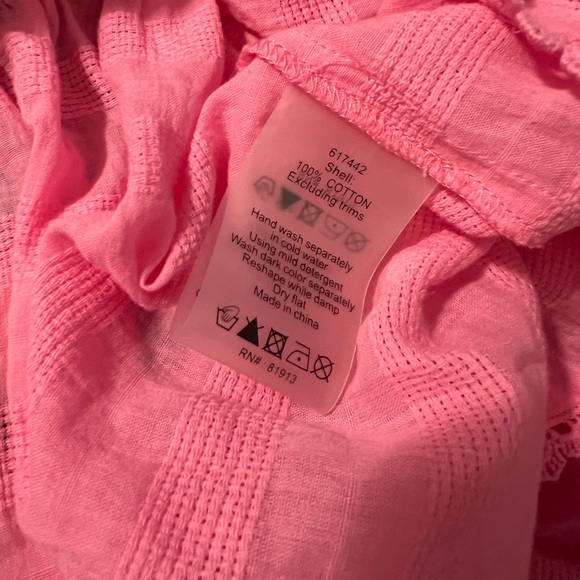 617442
Shell:
100% COTTON
Excluding trims
Hand wash separately
in cold water
Using mild detergent
Wash dark color separately
Reshape while damp
Dry flat
Made in china
RN# :81913